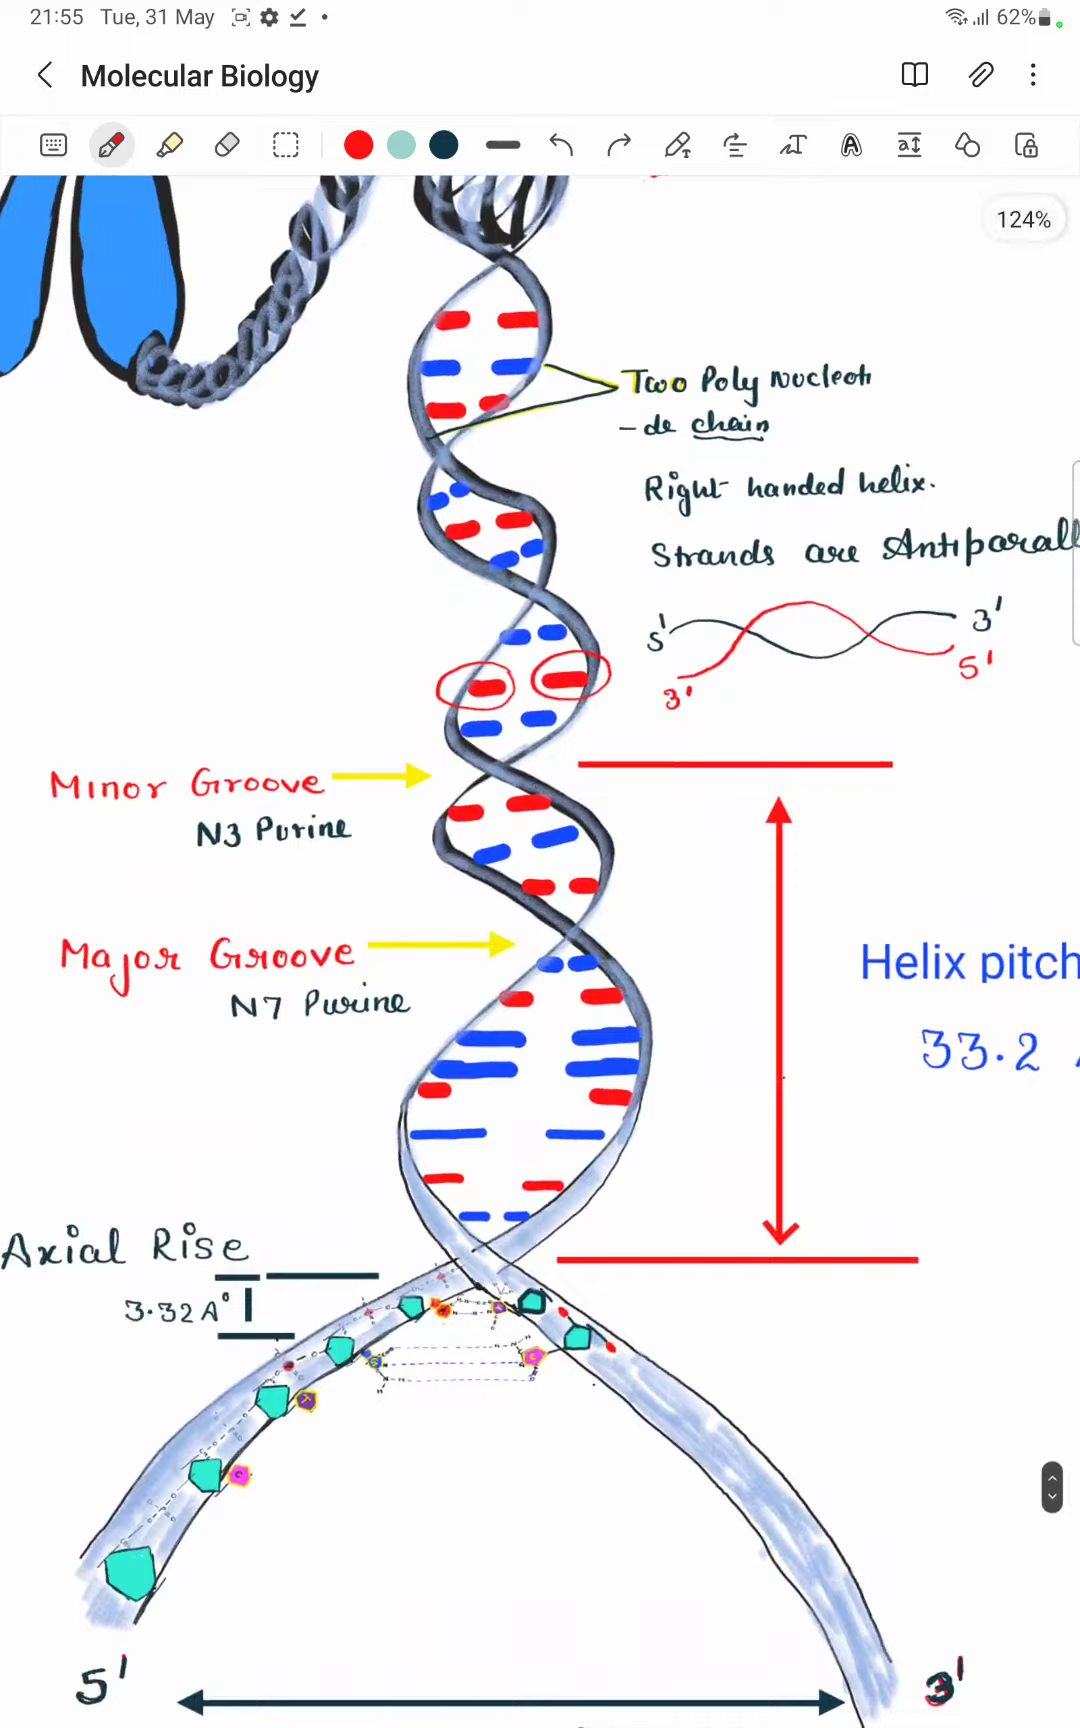 21:55 Tue, 31 May 62%
Molecular Biology
124%
Two Poly Nucleoti
-de chain
Right handed helix.
Strands are Antiparall
5' 3'
3' 5'
Minor Groove
N3 Purine
Major Groove
N7 Purine
Helix pitch
33.2 A
Axial Rise
3.32 A°
5' 3'